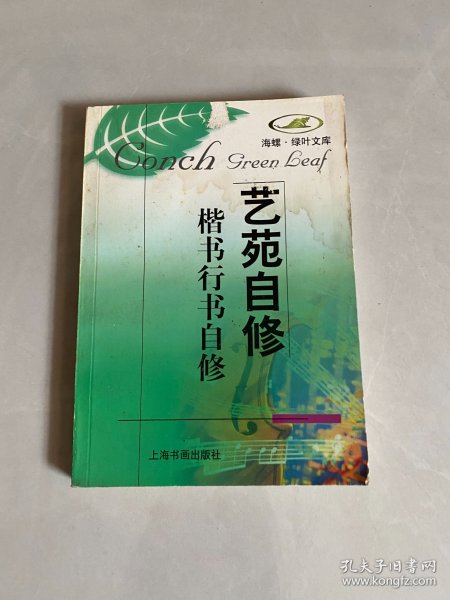 海螺·绿叶文库
Conch Green Leaf
艺苑自修
楷书行书自修
上海书画出版社
孔夫子旧书网
www.kongfz.com